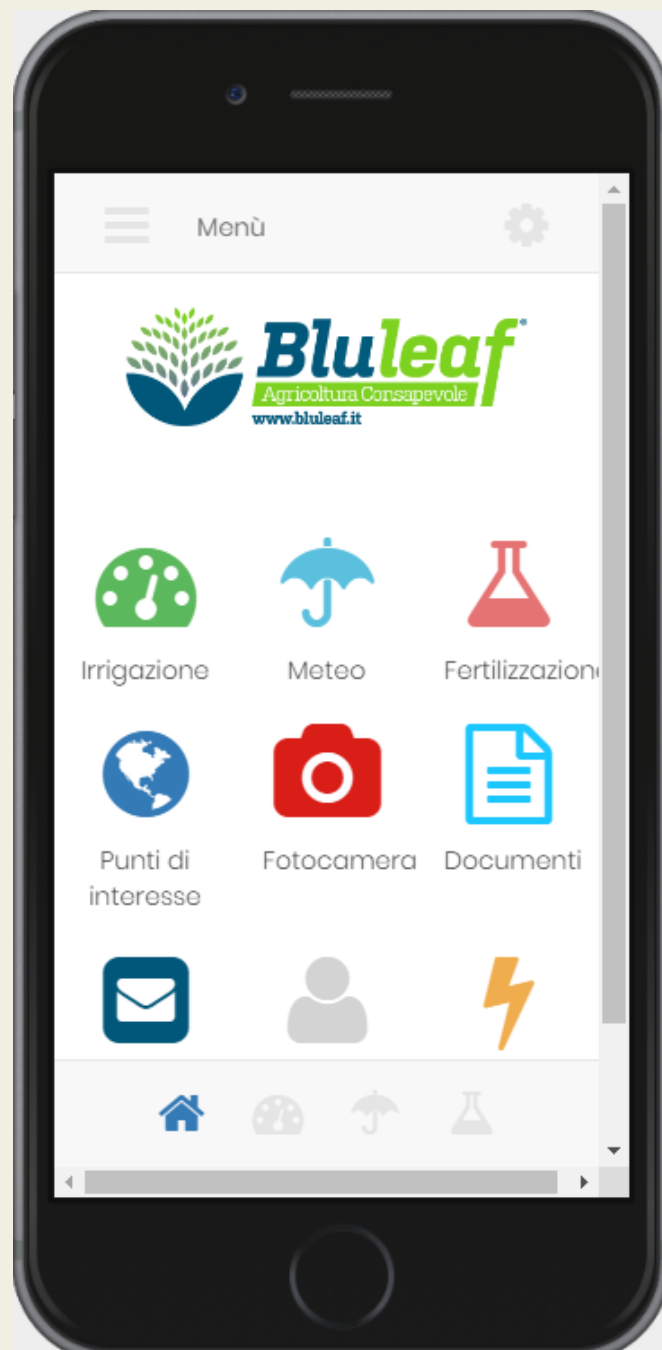 Menù
Bluleaf®
Agricoltura Consapevole
www.bluleaf.it
Irrigazione
Meteo
Fertilizzazion
Punti di
interesse
Fotocamera
Documenti